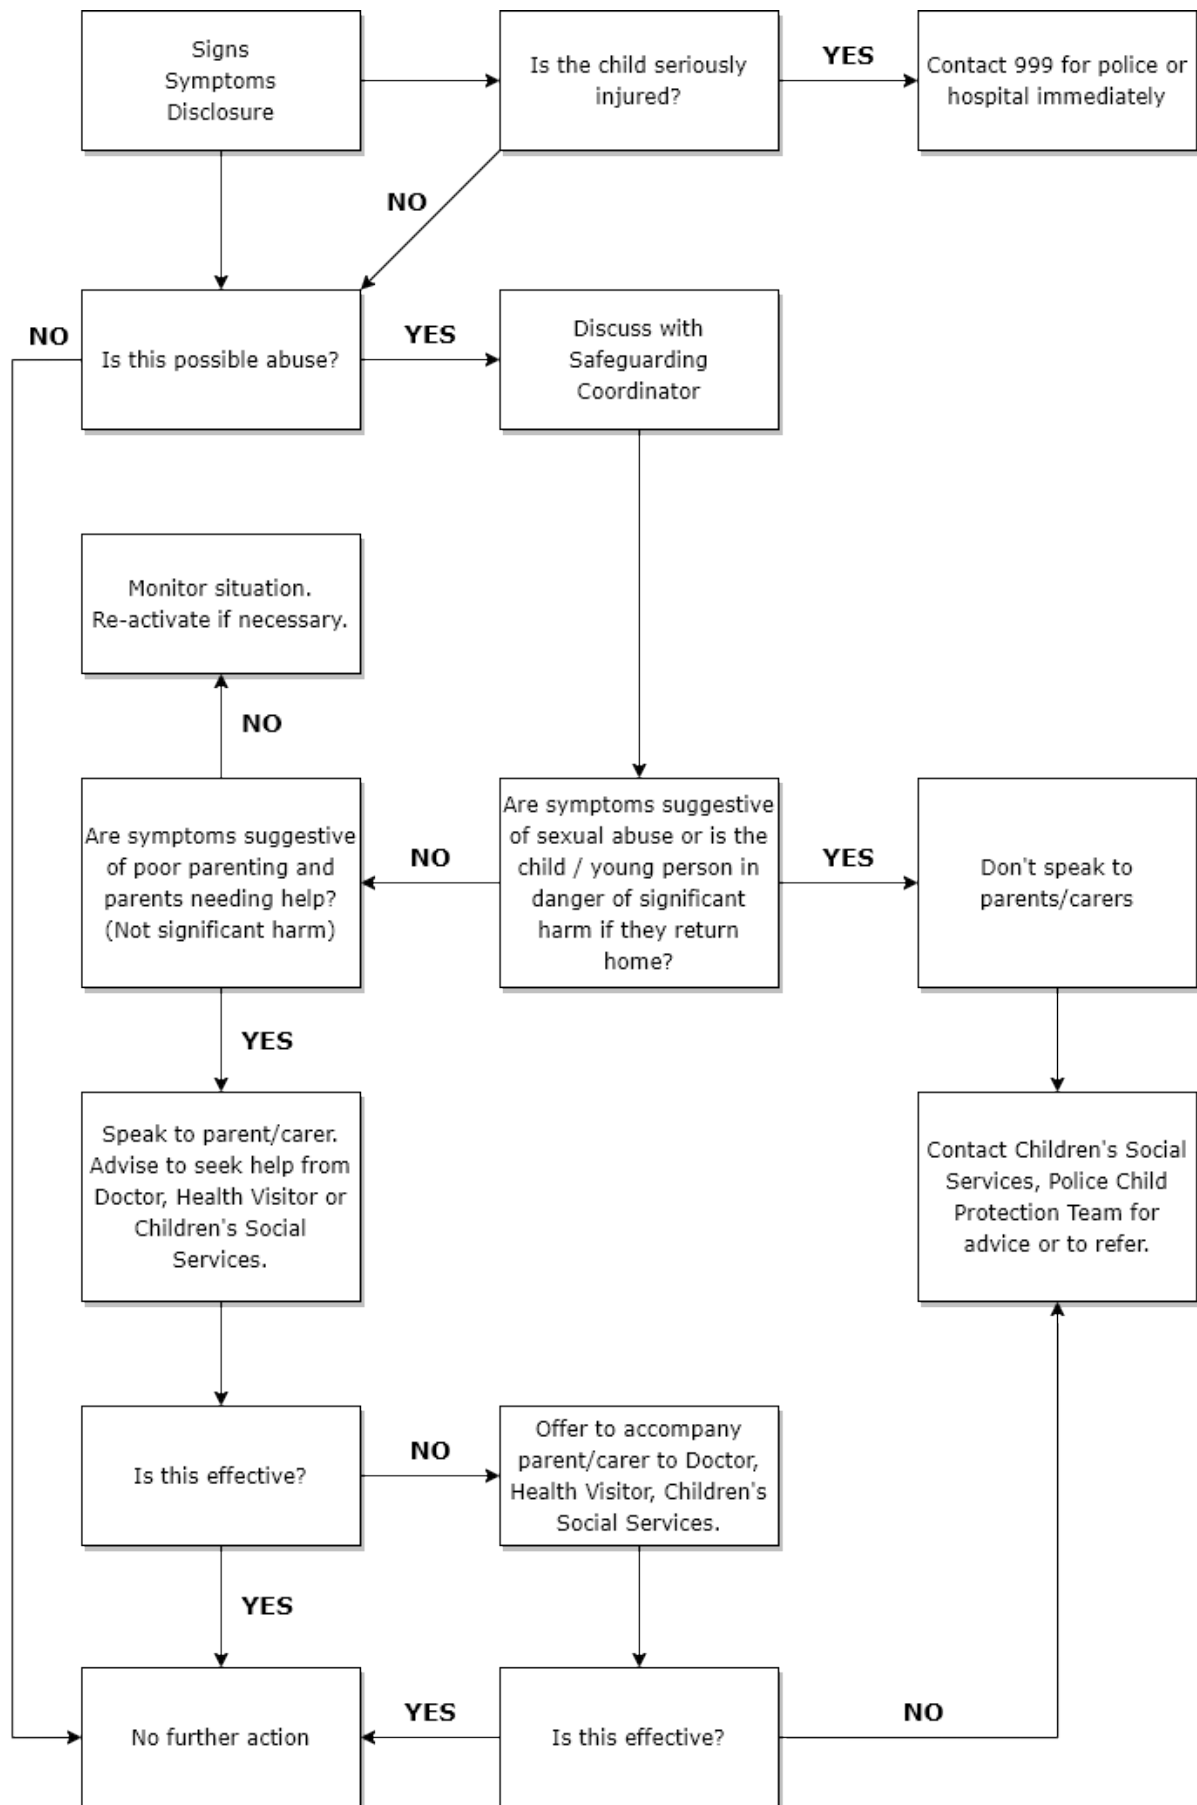 Signs
Symptoms
Disclosure
Is the child seriously
injured?
YES
Contact 999 for police or
hospital immediately
NO
NO
Is this possible abuse?
YES
Discuss with
Safeguarding
Coordinator
Monitor situation.
Re-activate if necessary.
NO
Are symptoms suggestive
of poor parenting and
parents needing help?
(Not significant harm)
NO
Are symptoms suggestive
of sexual abuse or is the
child / young person in
danger of significant
harm if they return
home?
YES
Don't speak to
parents/carers
YES
Speak to parent/carer.
Advise to seek help from
Doctor, Health Visitor or
Children's Social
Services.
Contact Children's Social
Services, Police Child
Protection Team for
advice or to refer.
Is this effective?
NO
Offer to accompany
parent/carer to Doctor,
Health Visitor, Children's
Social Services.
YES
No further action
YES
Is this effective?
NO